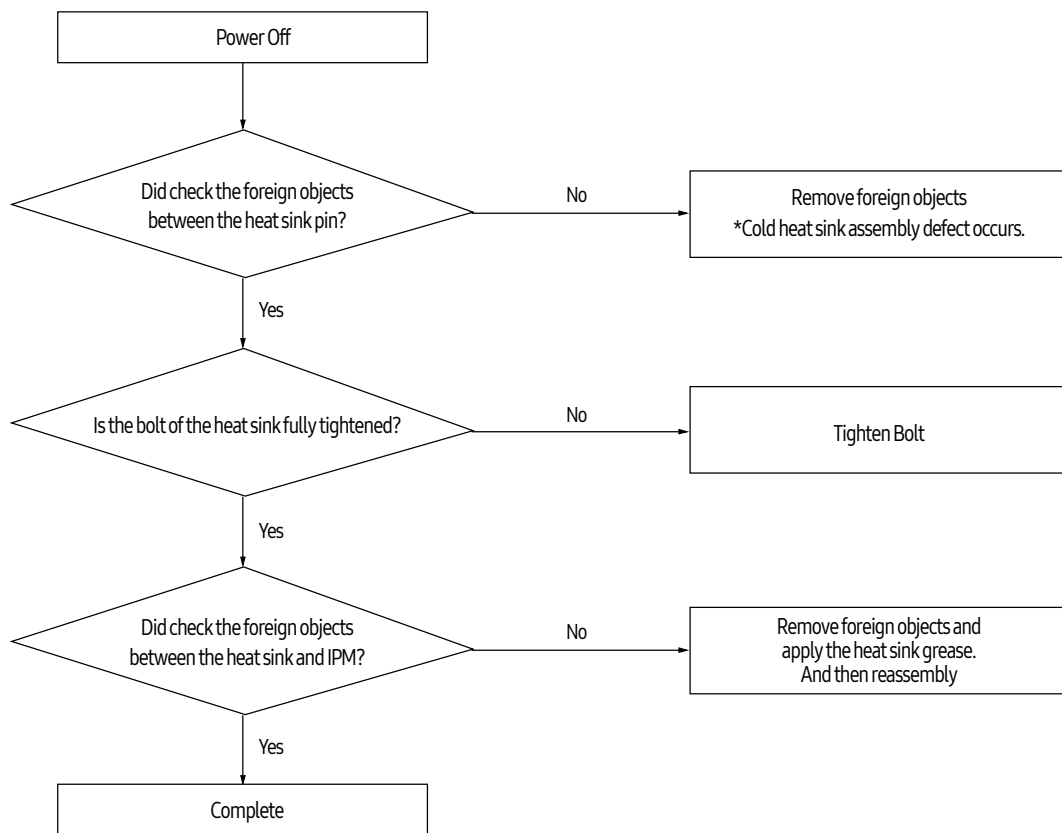 Power Off
Did check the foreign objects
between the heat sink pin?
No
Remove foreign objects
*Cold heat sink assembly defect occurs.
Yes
Is the bolt of the heat sink fully tightened?
No
Tighten Bolt
Yes
Did check the foreign objects
between the heat sink and IPM?
No
Remove foreign objects and
apply the heat sink grease.
And then reassembly
Yes
Complete